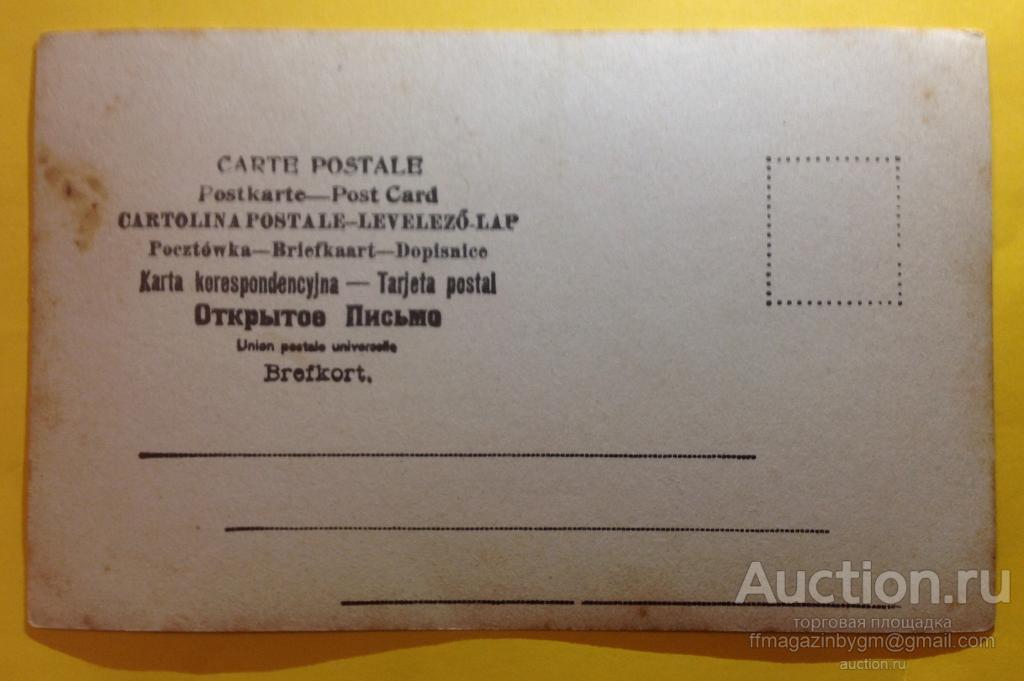 CARTE POSTALE
Postkarte—Post Card
CARTOLINA POSTALE-LEVELEZŐ-LAP
Pocztówka—Briefkaart—Dopisnice
Karta korespondencyjna — Tarjeta postal
Открытое Письмо
Union postale universelle
Brefkort.
Auction.ru
торговая площадка
ffmagazinbygm@gmail.com
auction.ru